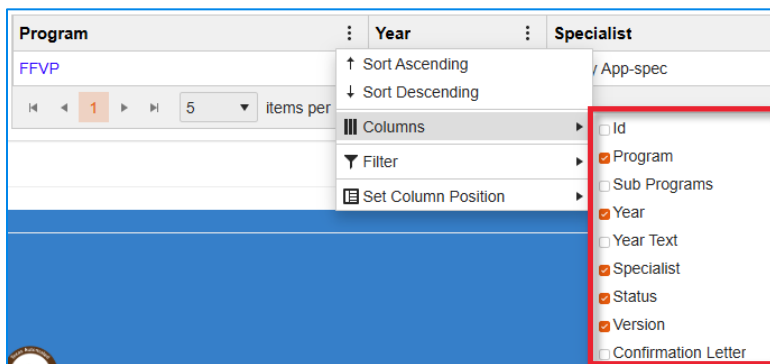 Program Year Specialist
FFVP Sort Ascending App-spec
Sort Descending
1 5 items per
Columns Id
Program
Filter
Sub Programs
Set Column Position Year
Year Text
Specialist
Status
Version
Confirmation Letter